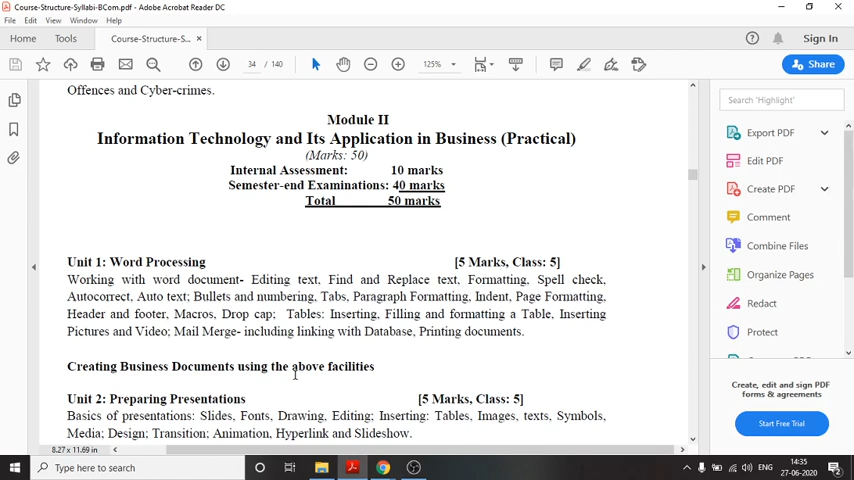 Course-Structure-Syllabi-BCom.pdf - Adobe Acrobat Reader DC
File Edit View Window Help
Home Tools Course-Structure-S... × Sign In
34 / 140 125% Share
Offences and Cyber-crimes.
Module II
Information Technology and Its Application in Business (Practical)
(Marks: 50)
Internal Assessment: 10 marks
Semester-end Examinations: 40 marks
Total 50 marks
Unit 1: Word Processing [5 Marks, Class: 5]
Working with word document- Editing text, Find and Replace text, Formatting, Spell check,
Autocorrect, Auto text; Bullets and numbering, Tabs, Paragraph Formatting, Indent, Page Formatting,
Header and footer, Macros, Drop cap; Tables: Inserting, Filling and formatting a Table, Inserting
Pictures and Video; Mail Merge- including linking with Database, Printing documents.
Creating Business Documents using the above facilities
Unit 2: Preparing Presentations [5 Marks, Class: 5]
Basics of presentations: Slides, Fonts, Drawing, Editing; Inserting: Tables, Images, texts, Symbols,
Media; Design; Transition; Animation, Hyperlink and Slideshow.
8.27 x 11.69 in
Search 'Highlight'
Export PDF
Edit PDF
Create PDF
Comment
Combine Files
Organize Pages
Redact
Protect
Create, edit and sign PDF
forms & agreements
Start Free Trial
Type here to search
ENG
14:35
27-06-2020
2